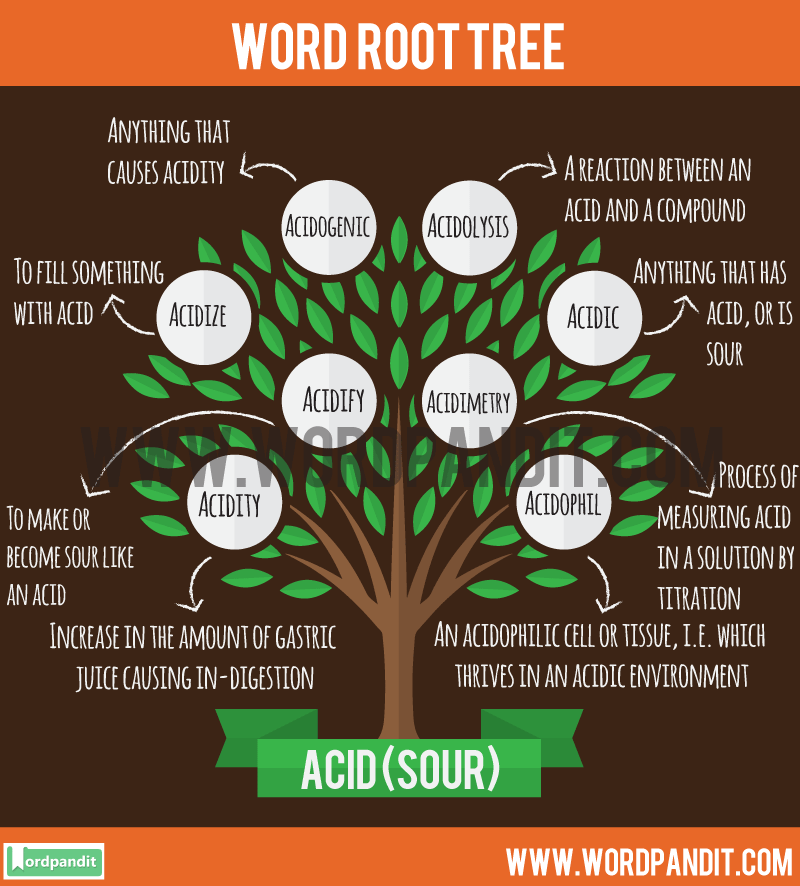 WORD ROOT TREE
ANYTHING THAT
CAUSES ACIDITY
A REACTION BETWEEN AN
ACID AND A COMPOUND
ACIDOGENIC
ACIDOLYSIS
TO FILL SOMETHING
WITH ACID
ANYTHING THAT HAS
ACID, OR IS
SOUR
ACIDIZE
ACIDIC
ACIDIFY
ACIDIMETRY
WWW.WORDPANDIT.COM
ACIDITY
ACIDOPHIL
TO MAKE OR
BECOME SOUR LIKE
AN ACID
PROCESS OF
MEASURING ACID
IN A SOLUTION BY
TITRATION
INCREASE IN THE AMOUNT OF GASTRIC
JUICE CAUSING IN-DIGESTION
AN ACIDOPHILIC CELL OR TISSUE, I.E. WHICH
THRIVES IN AN ACIDIC ENVIRONMENT
ACID (SOUR)
Wordpandit
WWW.WORDPANDIT.COM